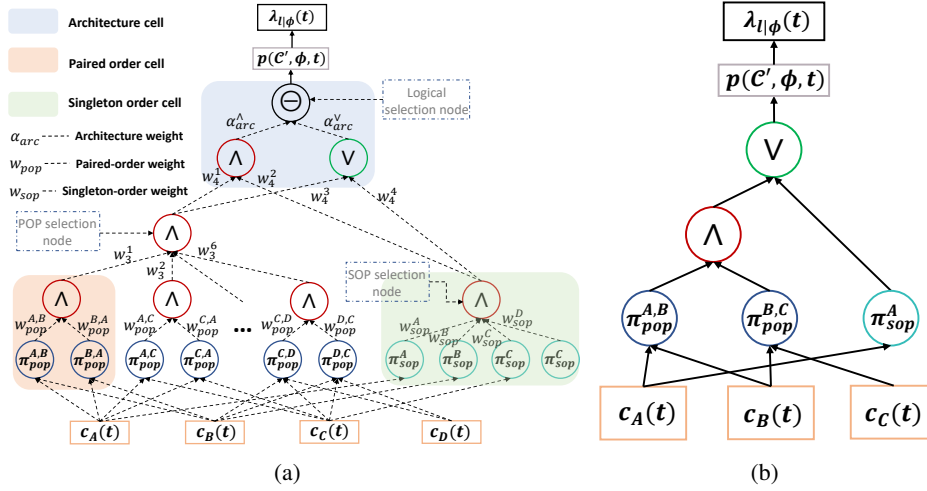 λ_{l|ϕ}(t)
p(C′, ϕ, t)
Architecture cell
Paired order cell
Singleton order cell
α_arc Architecture weight
w_pop Paired-order weight
w_sop Singleton-order weight
⊖
Logical selection node
α_arc^∧ α_arc^∨
∧ ∨
w_4^1 w_4^2 w_4^3 w_4^4
POP selection node
∧
w_3^1 w_3^2 w_3^6
SOP selection node
∧ ∧ ∧ ∧
w_pop^{A,B} w_pop^{B,A} w_pop^{A,C} w_pop^{C,A} ••• w_pop^{C,D} w_pop^{D,C} w_sop^A w_sop^B w_sop^C w_sop^D
π_pop^{A,B} π_pop^{B,A} π_pop^{A,C} π_pop^{C,A} π_pop^{C,D} π_pop^{D,C} π_sop^A π_sop^B π_sop^C π_sop^C
c_A(t) c_B(t) c_C(t) c_D(t)
(a)
λ_{l|ϕ}(t)
p(C′, ϕ, t)
∨
∧
π_pop^{A,B} π_pop^{B,C} π_sop^A
c_A(t) c_B(t) c_C(t)
(b)